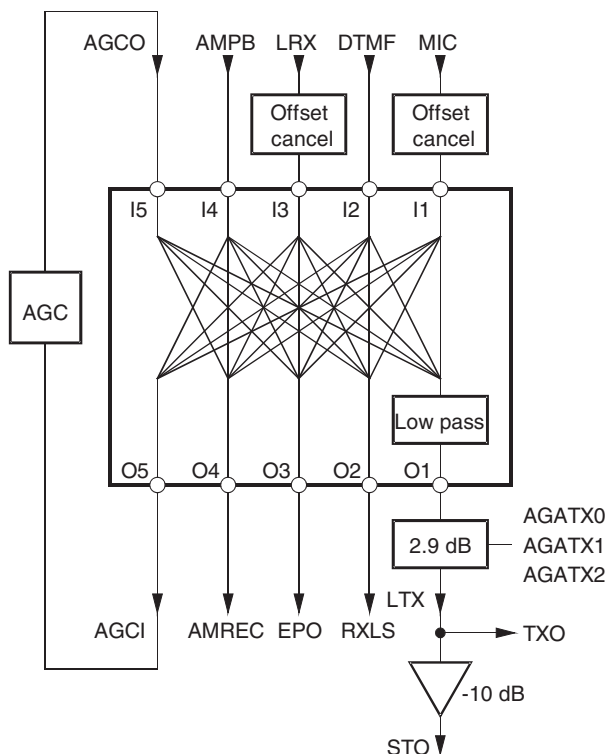 AGCO AMPB LRX DTMF MIC
Offset cancel
Offset cancel
I5 I4 I3 I2 I1
AGC
Low pass
O5 O4 O3 O2 O1
2.9 dB
AGATX0
AGATX1
AGATX2
LTX
AGCI AMREC EPO RXLS
TXO
-10 dB
STO